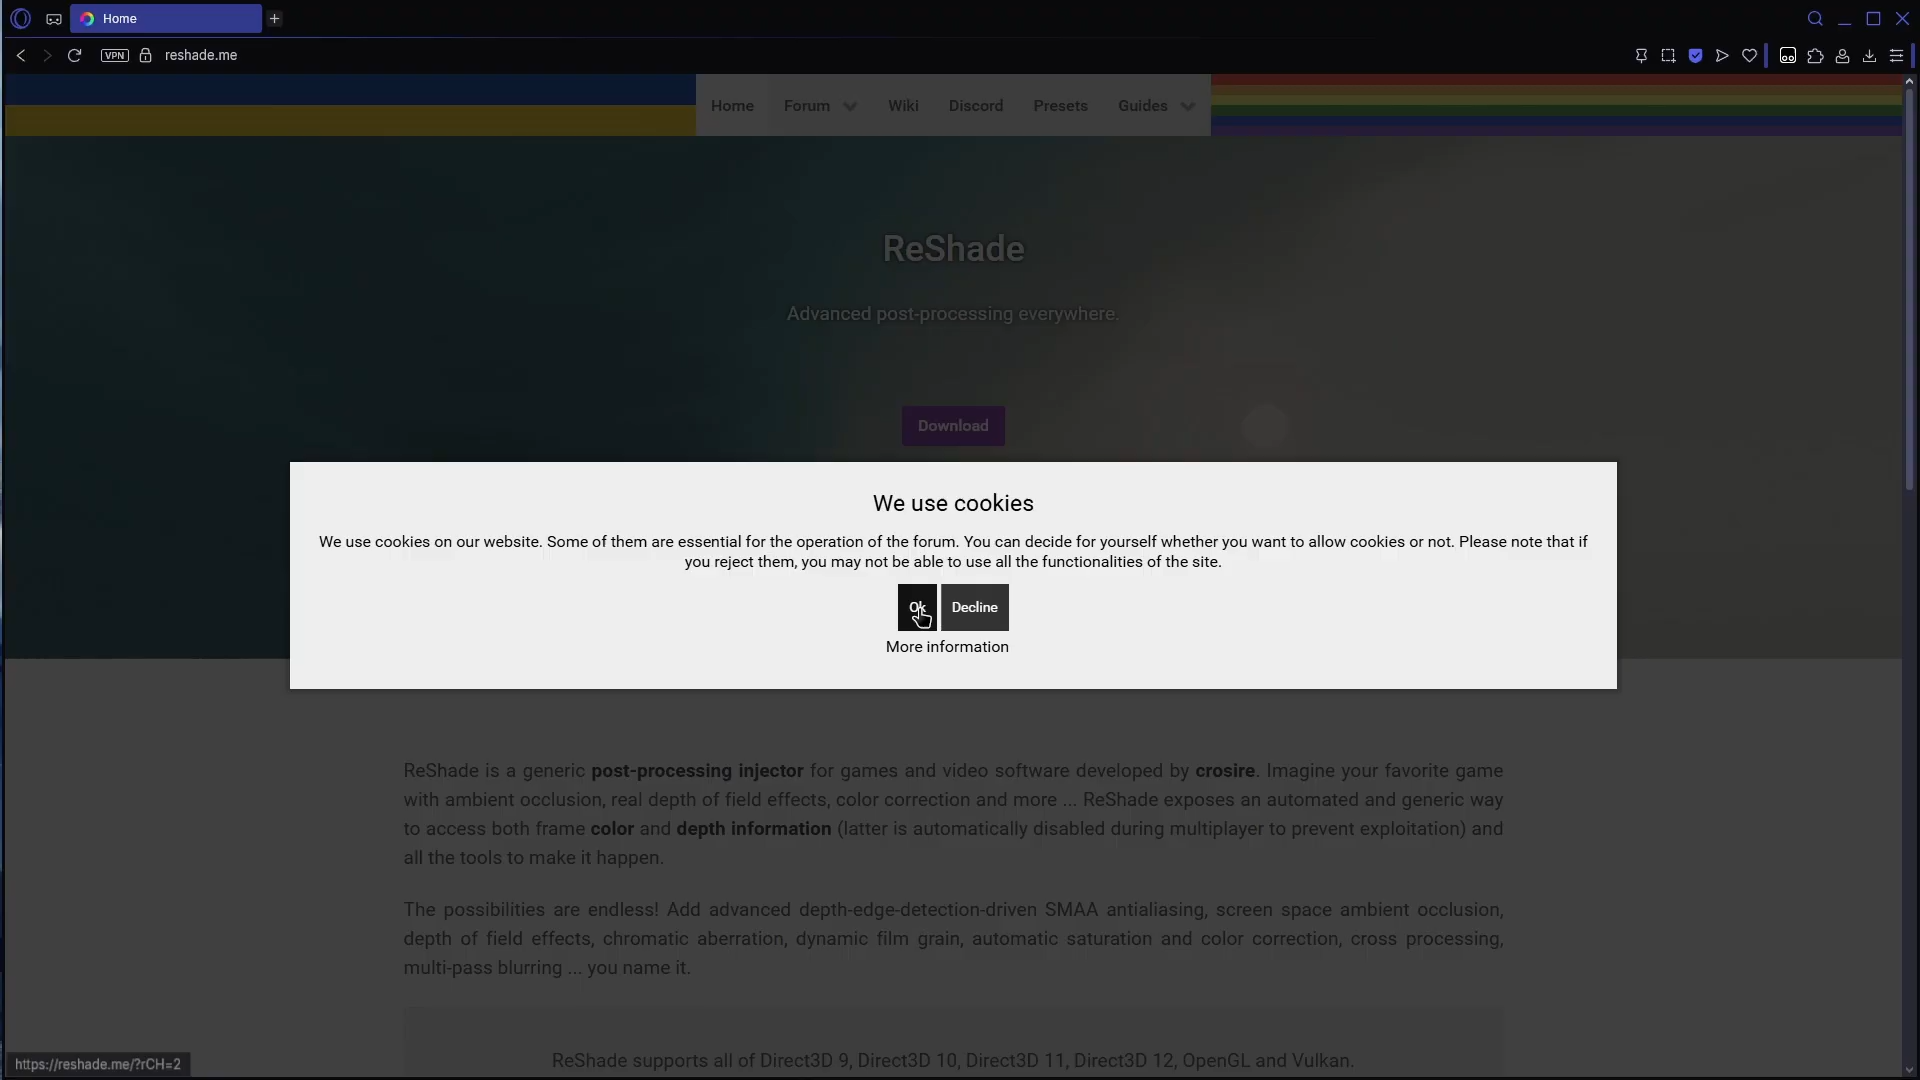 Home
VPN
reshade.me
Home Forum Wiki Discord Presets Guides
ReShade
Advanced post-processing everywhere.
Download
We use cookies
We use cookies on our website. Some of them are essential for the operation of the forum. You can decide for yourself whether you want to allow cookies or not. Please note that if
you reject them, you may not be able to use all the functionalities of the site.
Ok Decline
More information
ReShade is a generic post-processing injector for games and video software developed by crosire. Imagine your favorite game
with ambient occlusion, real depth of field effects, color correction and more ... ReShade exposes an automated and generic way
to access both frame color and depth information (latter is automatically disabled during multiplayer to prevent exploitation) and
all the tools to make it happen.
The possibilities are endless! Add advanced depth-edge-detection-driven SMAA antialiasing, screen space ambient occlusion,
depth of field effects, chromatic aberration, dynamic film grain, automatic saturation and color correction, cross processing,
multi-pass blurring ... you name it.
ReShade supports all of Direct3D 9, Direct3D 10, Direct3D 11, Direct3D 12, OpenGL and Vulkan.
https://reshade.me/?rCH=2